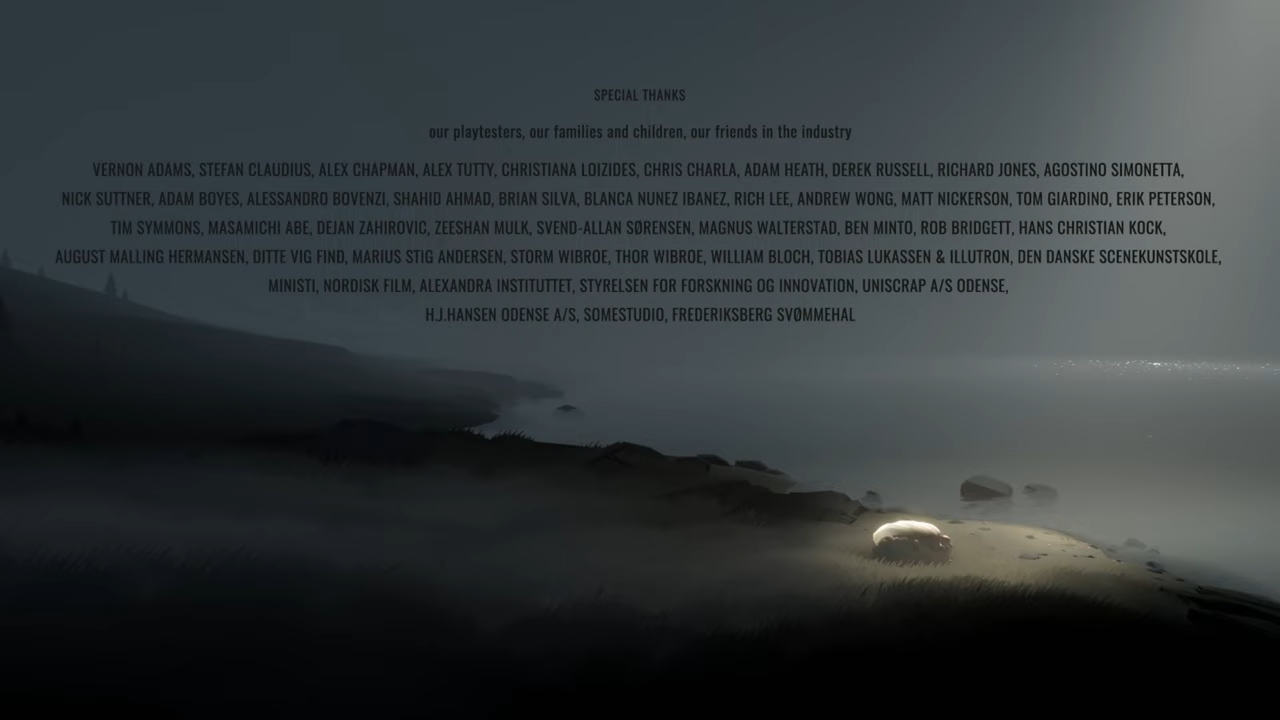 SPECIAL THANKS
our playtesters, our families and children, our friends in the industry
VERNON ADAMS, STEFAN CLAUDIUS, ALEX CHAPMAN, ALEX TUTTY, CHRISTIANA LOIZIDES, CHRIS CHARLA, ADAM HEATH, DEREK RUSSELL, RICHARD JONES, AGOSTINO SIMONETTA,
NICK SUTTNER, ADAM BOYES, ALESSANDRO BOVENZI, SHAHID AHMAD, BRIAN SILVA, BLANCA NUNEZ IBANEZ, RICH LEE, ANDREW WONG, MATT NICKERSON, TOM GIARDINO, ERIK PETERSON,
TIM SYMMONS, MASAMICHI ABE, DEJAN ZAHIROVIC, ZEESHAN MULK, SVEND-ALLAN SØRENSEN, MAGNUS WALTERSTAD, BEN MINTO, ROB BRIDGETT, HANS CHRISTIAN KOCK,
AUGUST MALLING HERMANSEN, DITTE VIG FIND, MARIUS STIG ANDERSEN, STORM WIBROE, THOR WIBROE, WILLIAM BLOCH, TOBIAS LUKASSEN & ILLUTRON, DEN DANSKE SCENEKUNSTSKOLE,
MINISTI, NORDISK FILM, ALEXANDRA INSTITUTTET, STYRELSEN FOR FORSKNING OG INNOVATION, UNISCRAP A/S ODENSE,
H.J.HANSEN ODENSE A/S, SOMESTUDIO, FREDERIKSBERG SVØMMEHAL